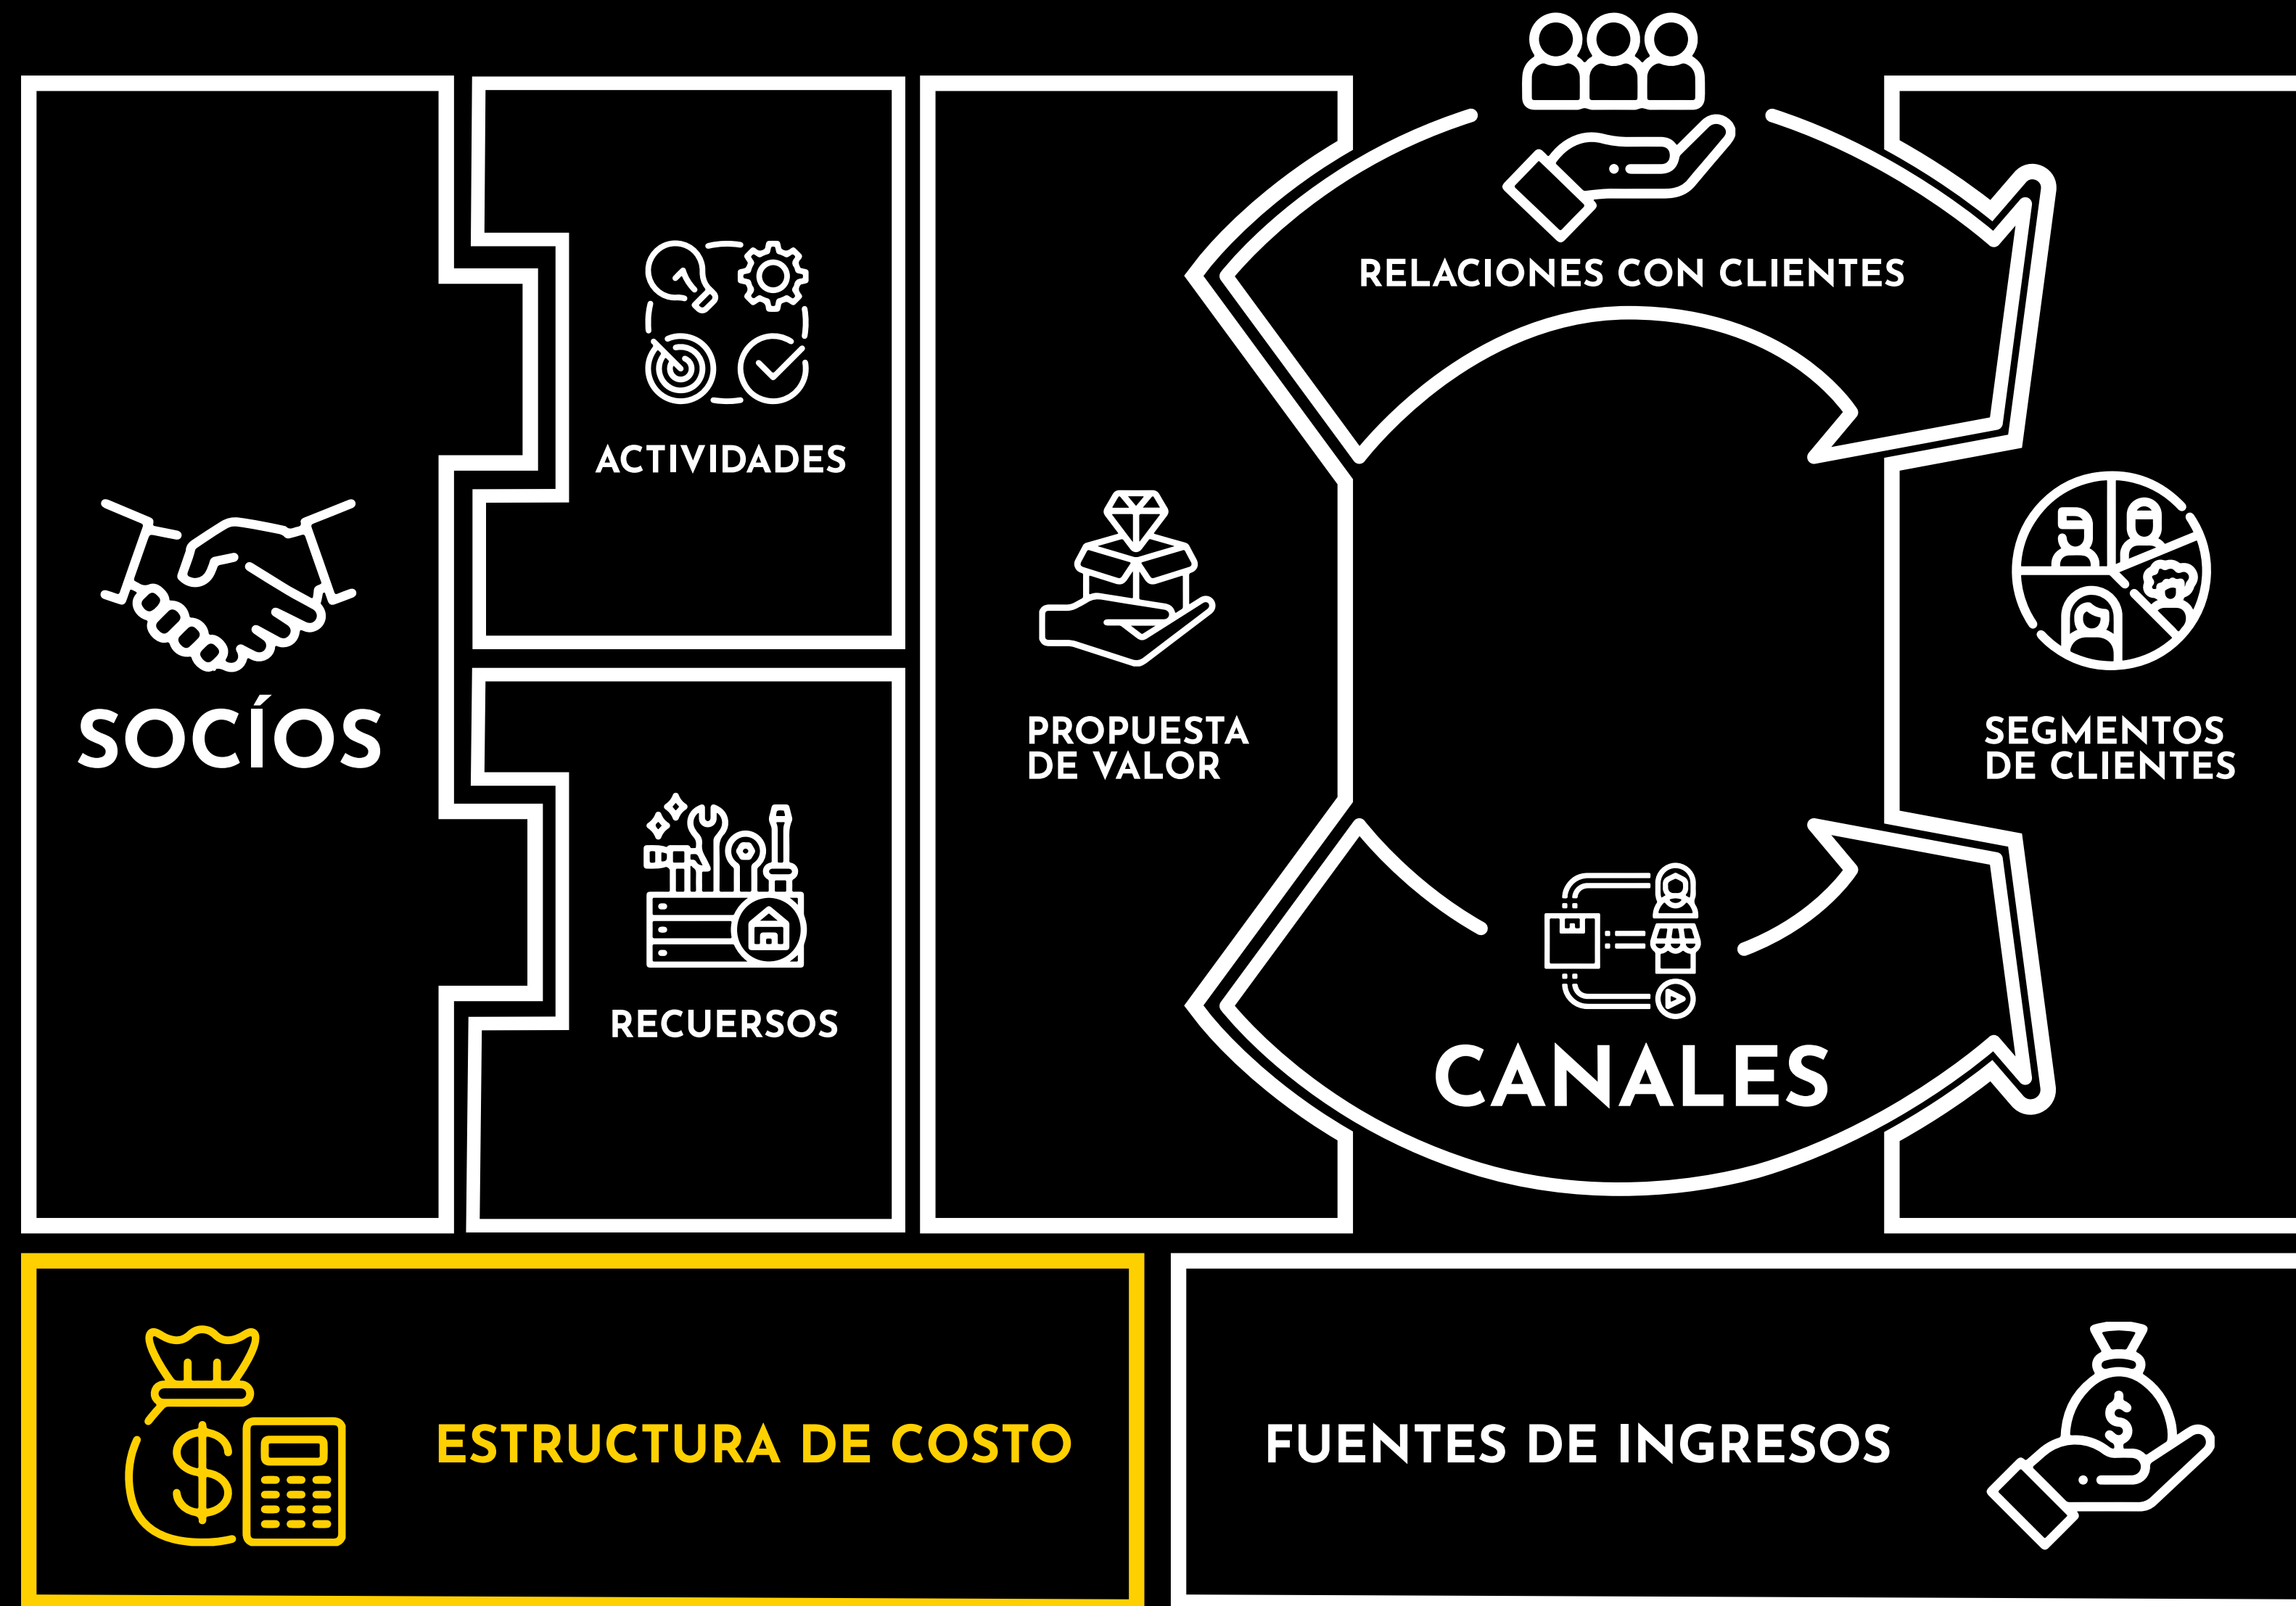 RELACIONES CON CLIENTES
ACTIVIDADES
SOCÍOS
PROPUESTA
DE VALOR
SEGMENTOS
DE CLIENTES
RECUERSOS
CANALES
ESTRUCTURA DE COSTO
FUENTES DE INGRESOS